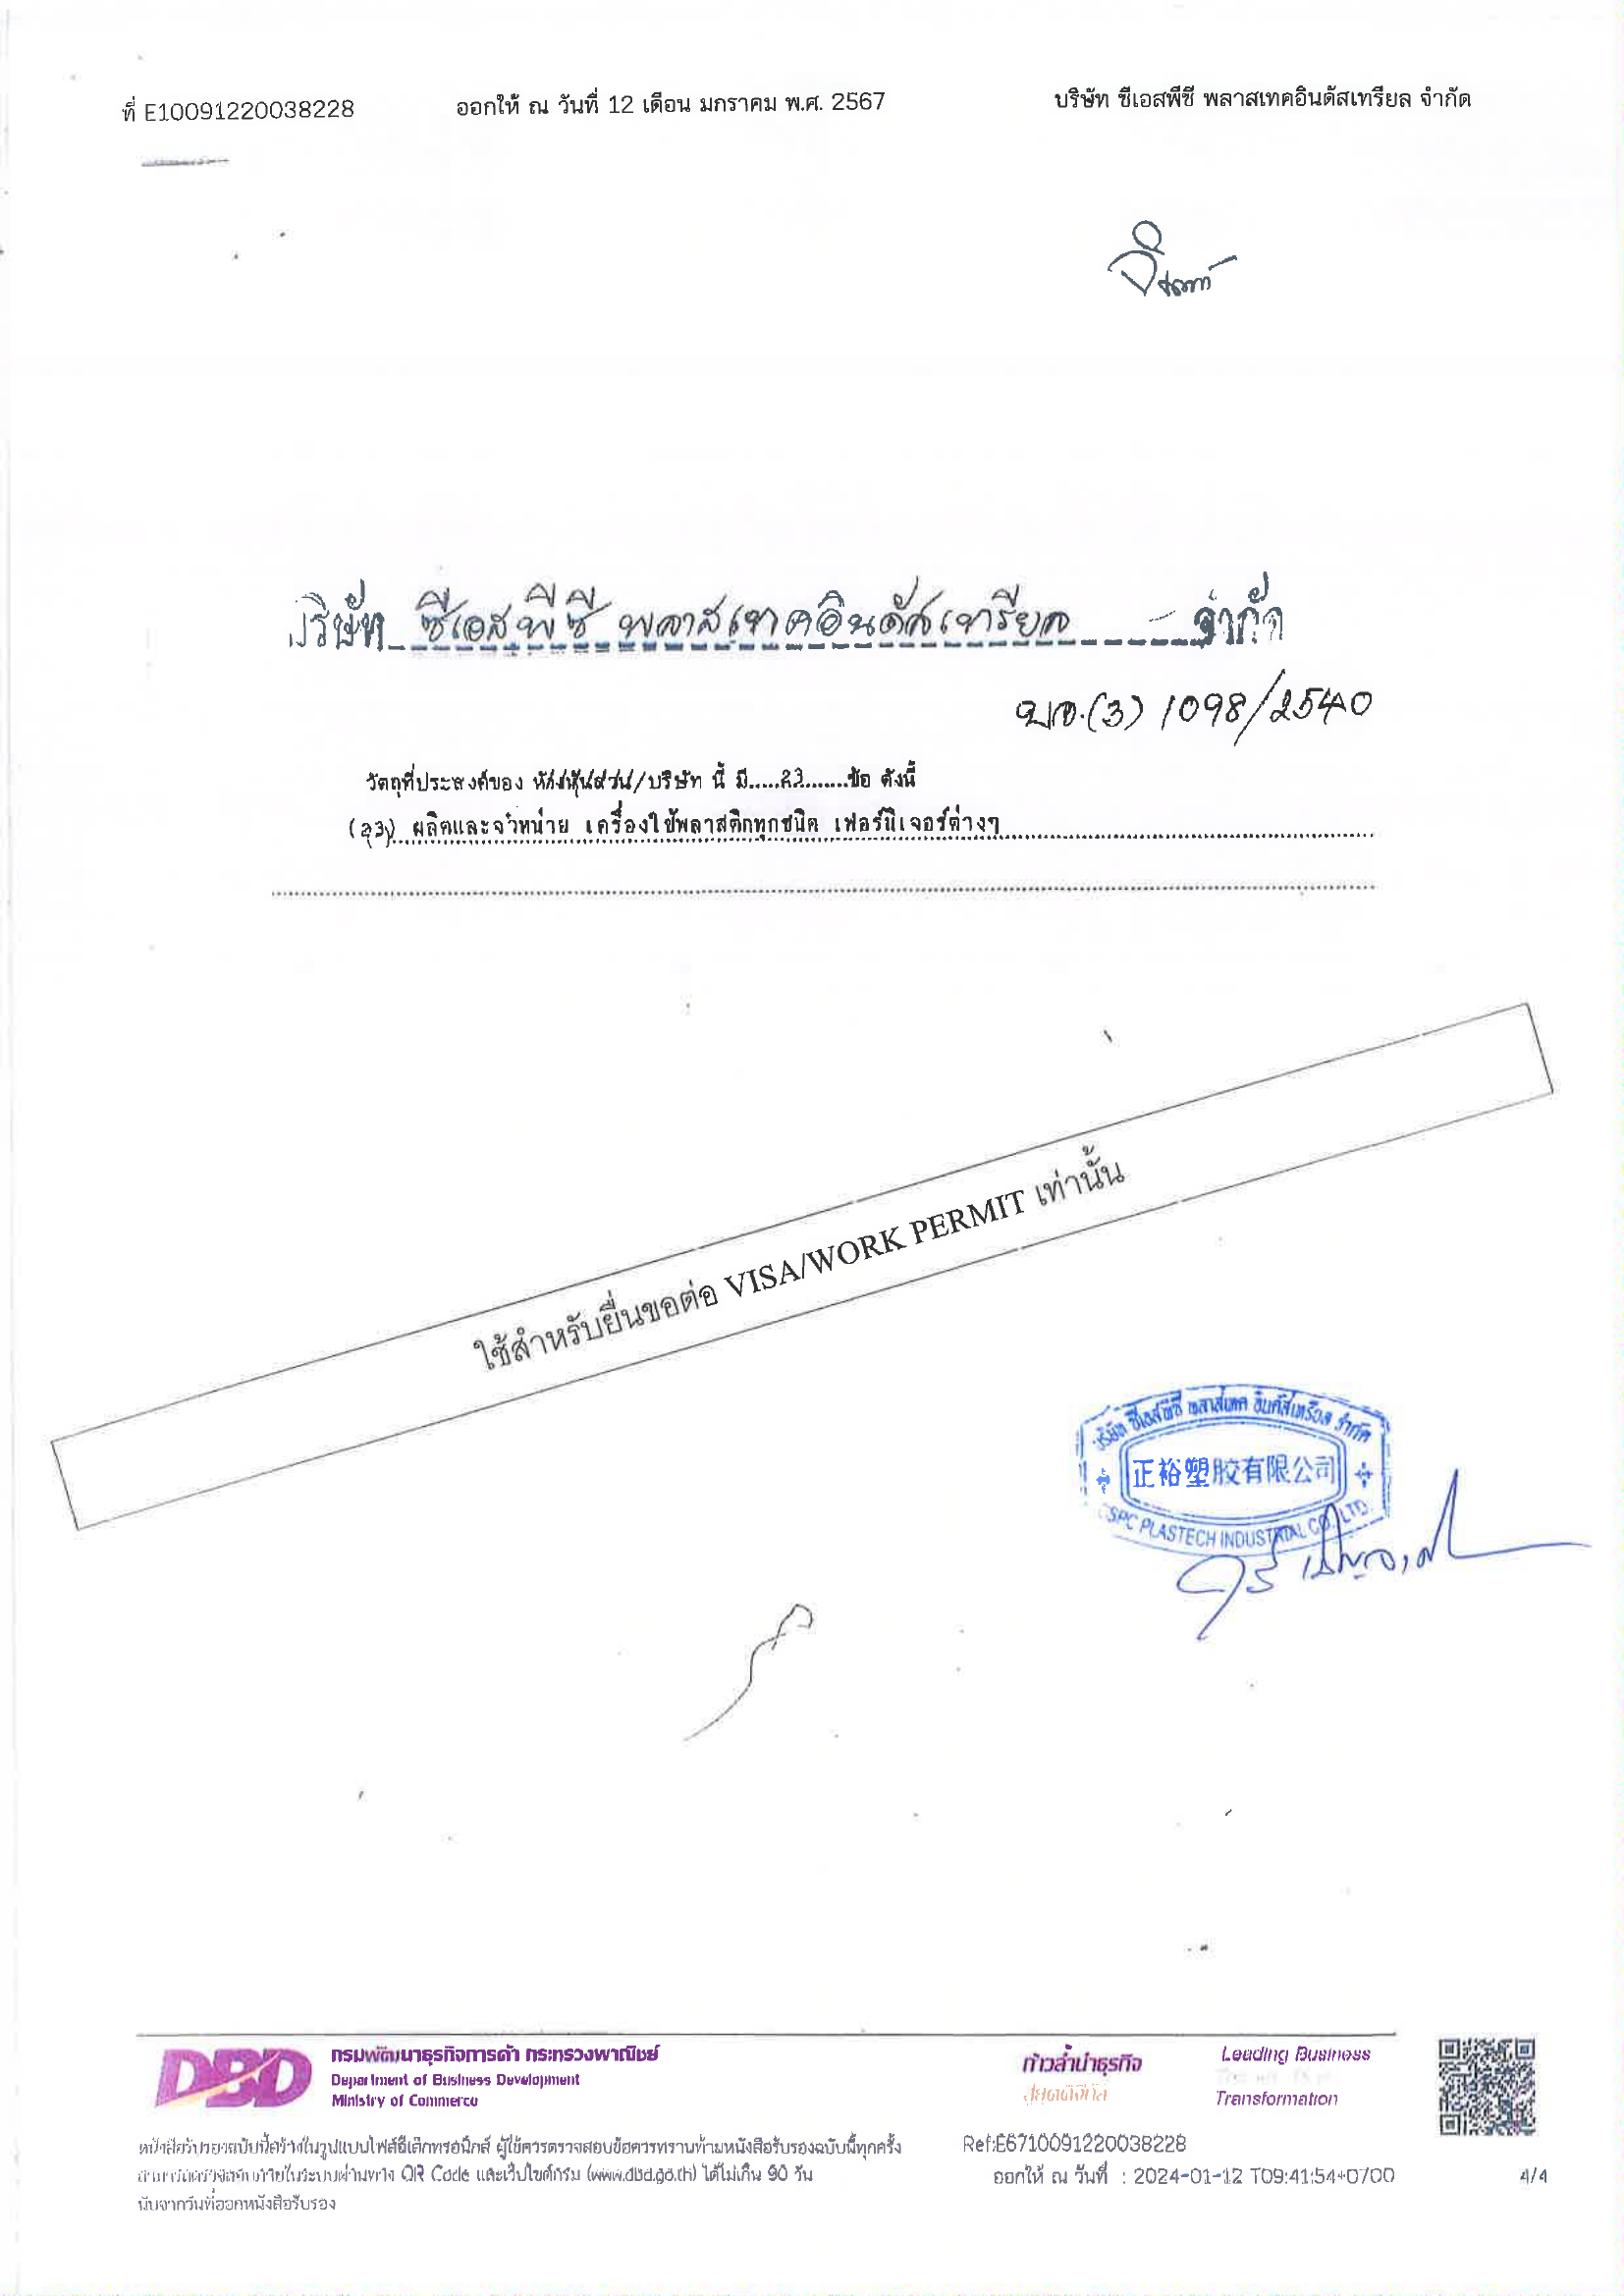 ที่ E10091220038228 ออกให้ ณ วันที่ 12 เดือน มกราคม พ.ศ. 2567 บริษัท ซีเอสพีซี พลาสเทคอินดัสเทรียล จำกัด
บริษัท ซีเอสพีซี พลาสเทคอินดัสเทรียล จำกัด
(3) 1098/2540
วัตถุที่ประสงค์ของ ห้างหุ้นส่วน/บริษัท นี้ มี.....23.......ข้อ ดังนี้
(23) ผลิตและจำหน่าย เครื่องใช้พลาสติกทุกชนิด เฟอร์นิเจอร์ต่างๆ
ใช้สำหรับยื่นขอต่อ VISA/WORK PERMIT เท่านั้น
บริษัท ซีเอสพีซี พลาสเทค อินดัสเทรียล จำกัด
正裕塑胶有限公司
CSPC PLASTECH INDUSTRIAL CO., LTD.
DBD กรมพัฒนาธุรกิจการค้า กระทรวงพาณิชย์
Department of Business Development
Ministry of Commerce
ก้าวล้ำนำธุรกิจ
Leading Business
Transformation
หนังสือรับรองฉบับนี้สร้างในรูปแบบไฟล์อิเล็กทรอนิกส์ ผู้ใช้ควรตรวจสอบข้อควรทราบท้ายหนังสือรับรองฉบับนี้ทุกครั้ง
สามารถตรวจสอบภายในระบบผ่านทาง QR Code และเว็บไซต์กรม (www.dbd.go.th) ได้ไม่เกิน 90 วัน
นับจากวันที่ออกหนังสือรับรอง
Ref:E6710091220038228
ออกให้ ณ วันที่ : 2024-01-12 T09:41:54+0700
4/4